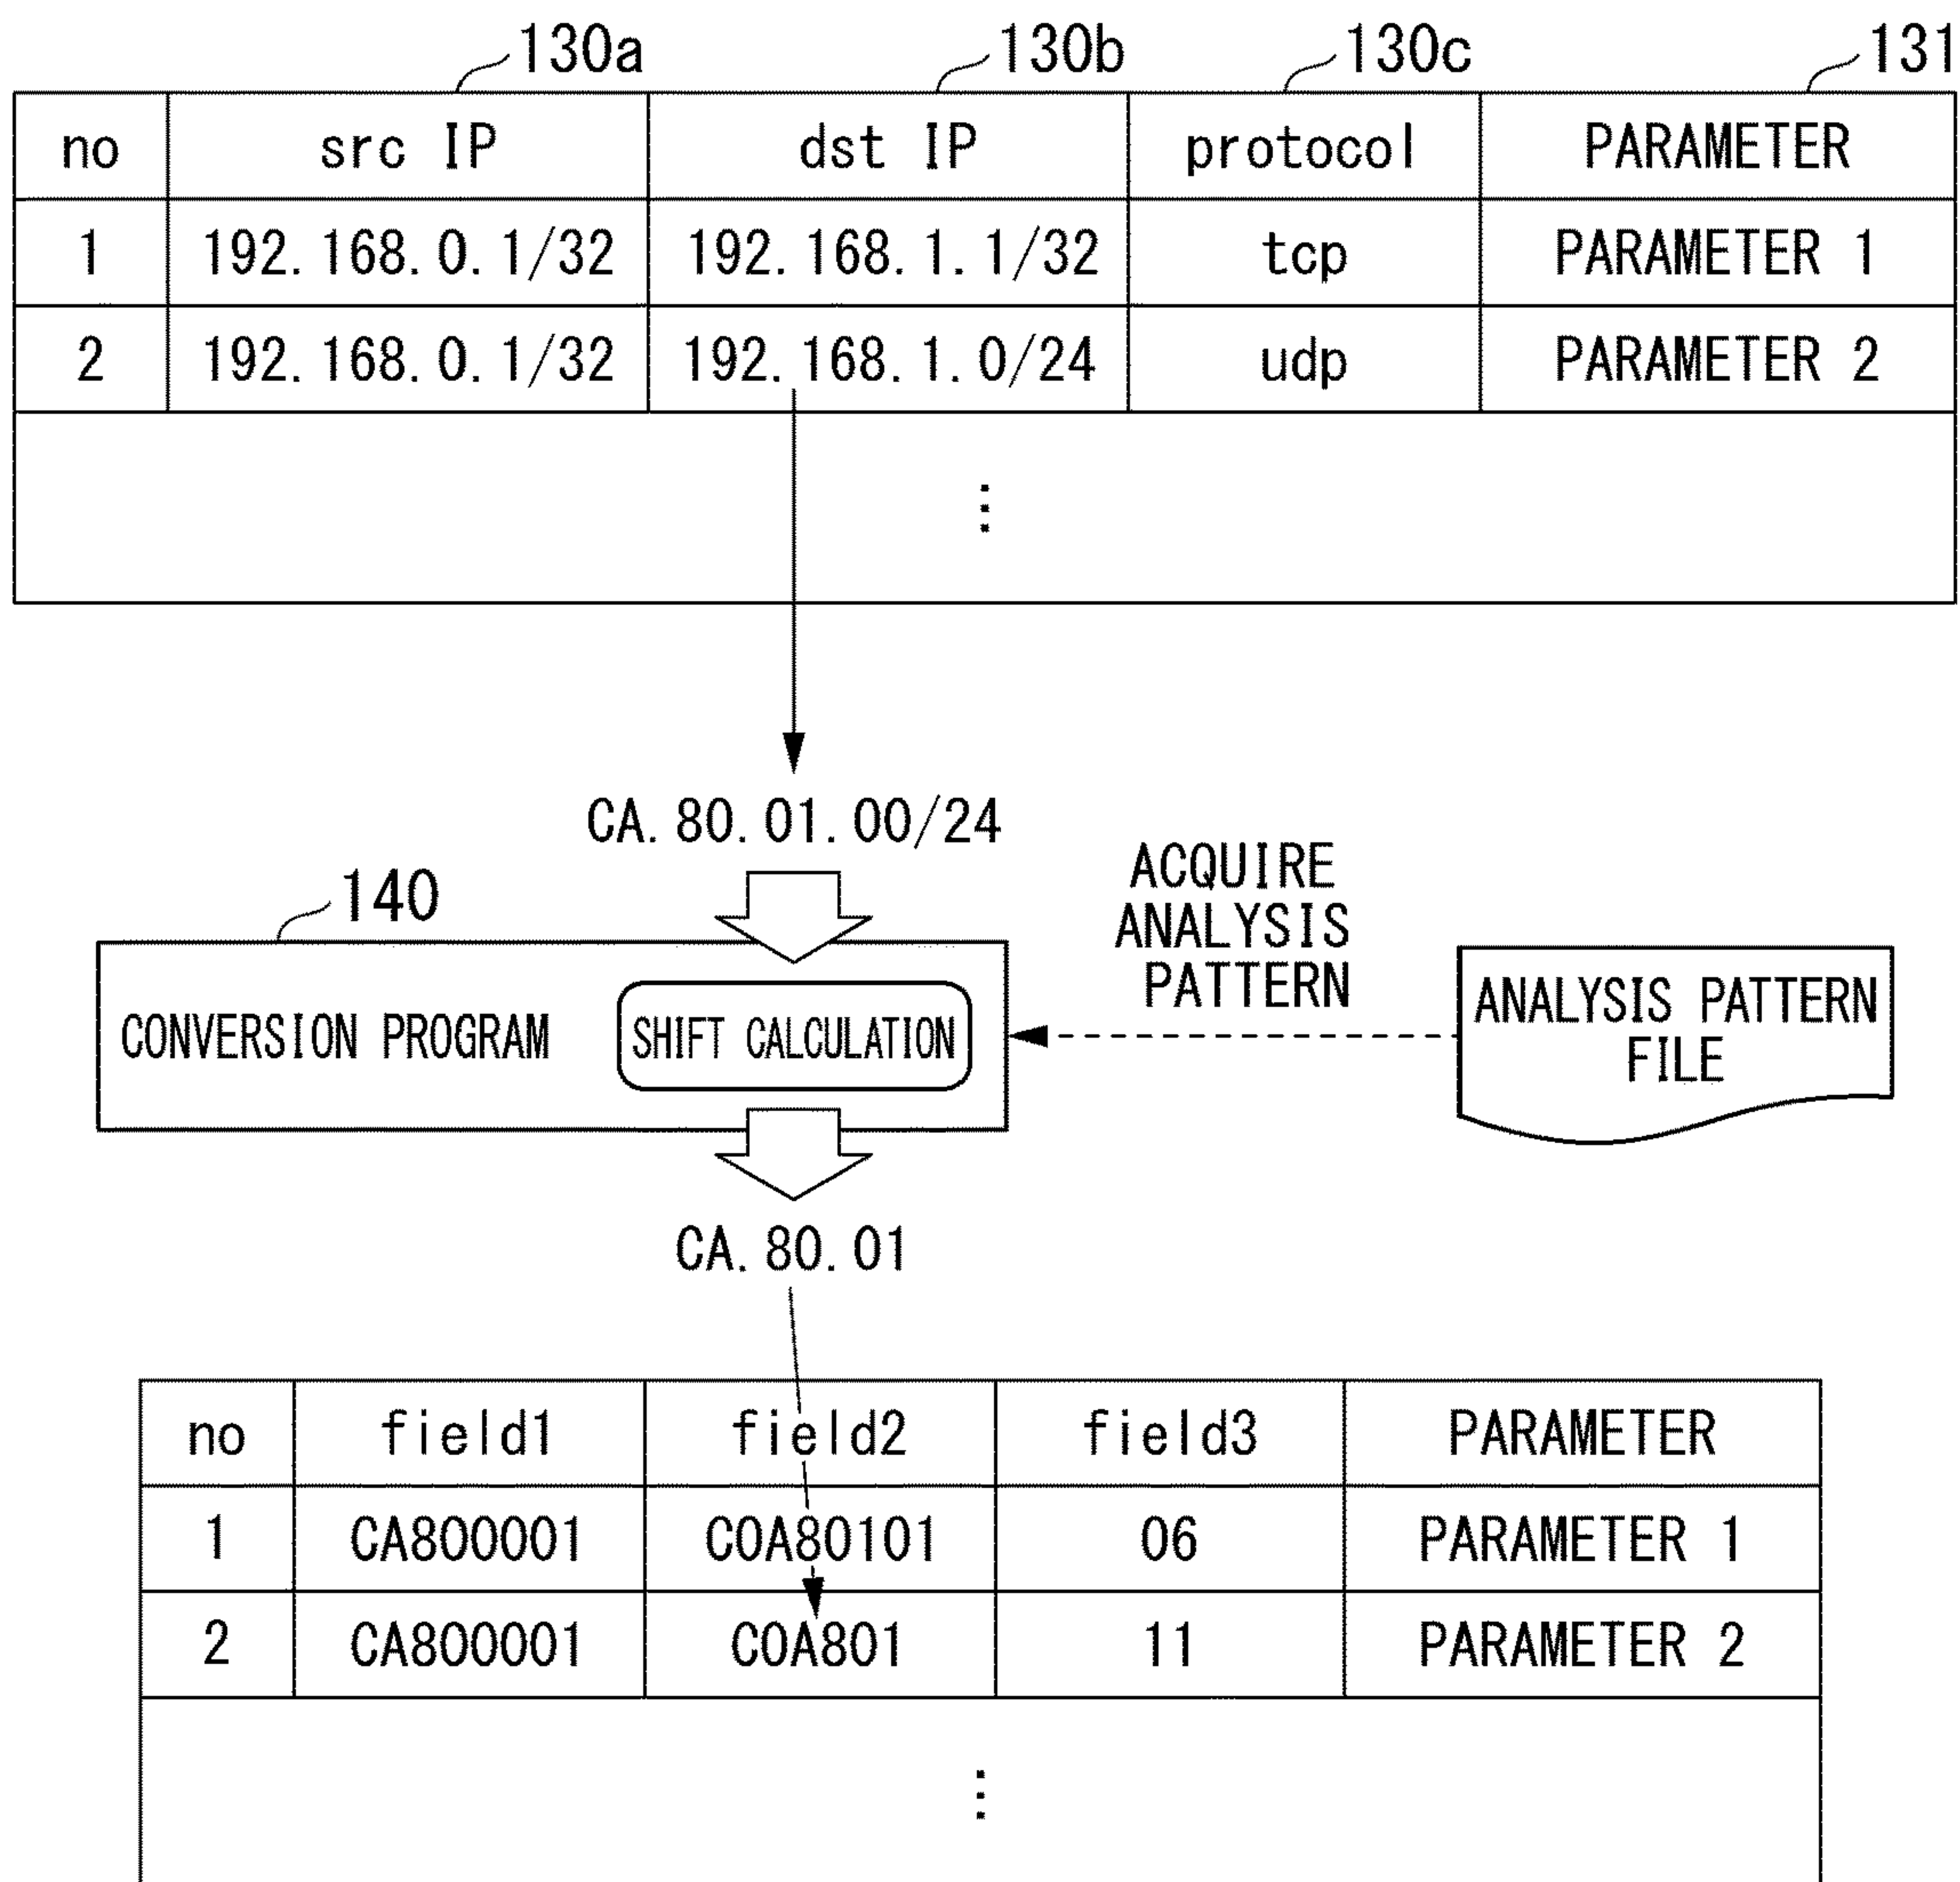 130a 130b 130c 131
no src IP dst IP protocol PARAMETER
1 192.168.0.1/32 192.168.1.1/32 tcp PARAMETER 1
2 192.168.0.1/32 192.168.1.0/24 udp PARAMETER 2
⋮
CA.80.01.00/24
ACQUIRE
ANALYSIS
PATTERN
140
CONVERSION PROGRAM
SHIFT CALCULATION
ANALYSIS PATTERN
FILE
CA.80.01
no field1 field2 field3 PARAMETER
1 CA800001 C0A80101 06 PARAMETER 1
2 CA800001 C0A801 11 PARAMETER 2
⋮